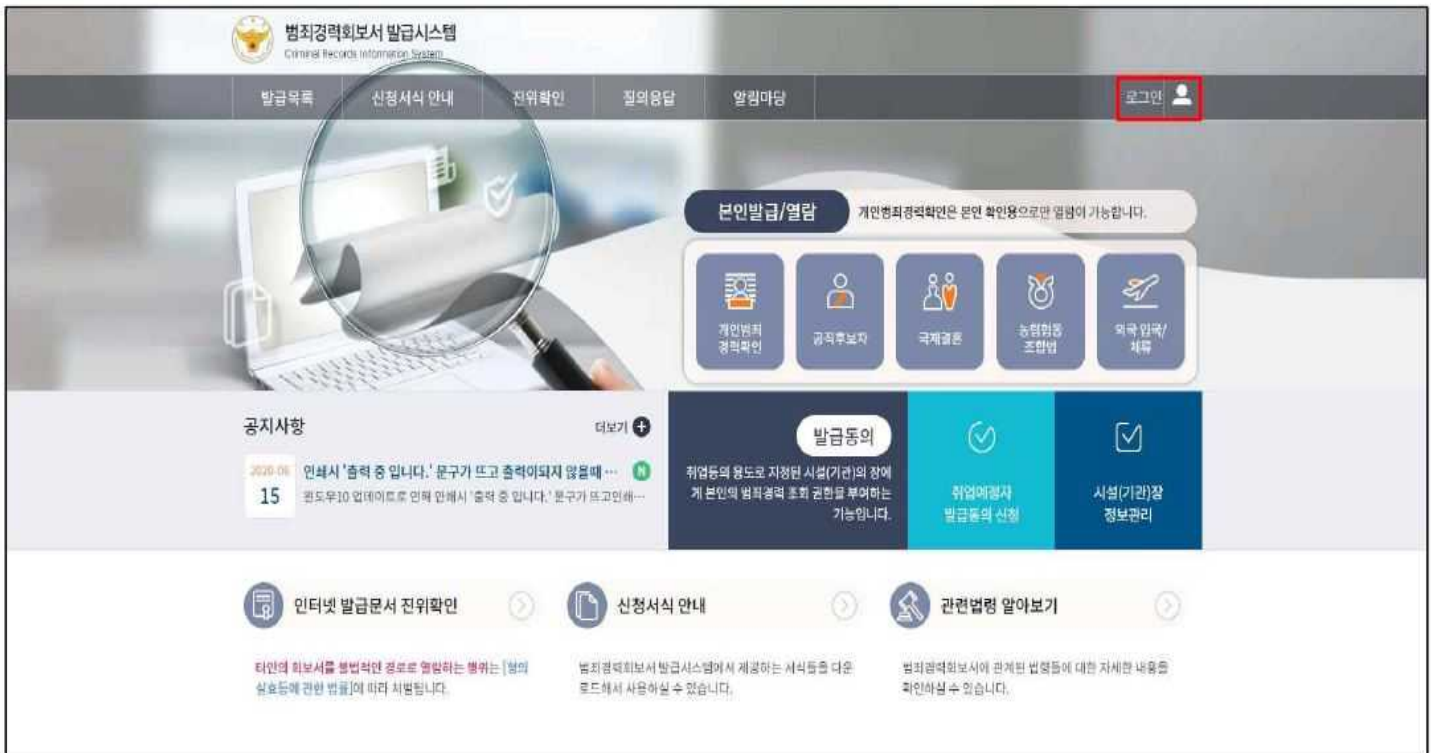 범죄경력회보서 발급시스템
Criminal Records Information System
발급목록
신청서식 안내
진위확인
질의응답
알림마당
로그인
본인발급/열람
개인범죄경력확인은 본인 확인용으로만 열람이 가능합니다.
개인범죄
경력확인
공직후보자
국제결혼
농협협동
조합법
외국 입국/
체류
공지사항
더보기
2020-06
15
인쇄시 '출력 중 입니다.' 문구가 뜨고 출력이되지 않을때 ···
N
윈도우10 업데이트로 인해 인쇄시 '출력 중 입니다.' 문구가 뜨고인쇄···
발급동의
취업등의 용도로 지정된 시설(기관)의 장에
게 본인의 범죄경력 조회 권한을 부여하는
기능입니다.
취업예정자
발급동의 신청
시설(기관)장
정보관리
인터넷 발급문서 진위확인
신청서식 안내
관련법령 알아보기
타인의 회보서를 불법적인 경로로 열람하는 행위는 [형의
실효등에 관한 법률]에 따라 처벌됩니다.
범죄경력회보서 발급시스템에서 제공하는 서식들을 다운
로드해서 사용하실 수 있습니다.
범죄경력회보서에 관계된 법령들에 대한 자세한 내용을
확인하실 수 있습니다.